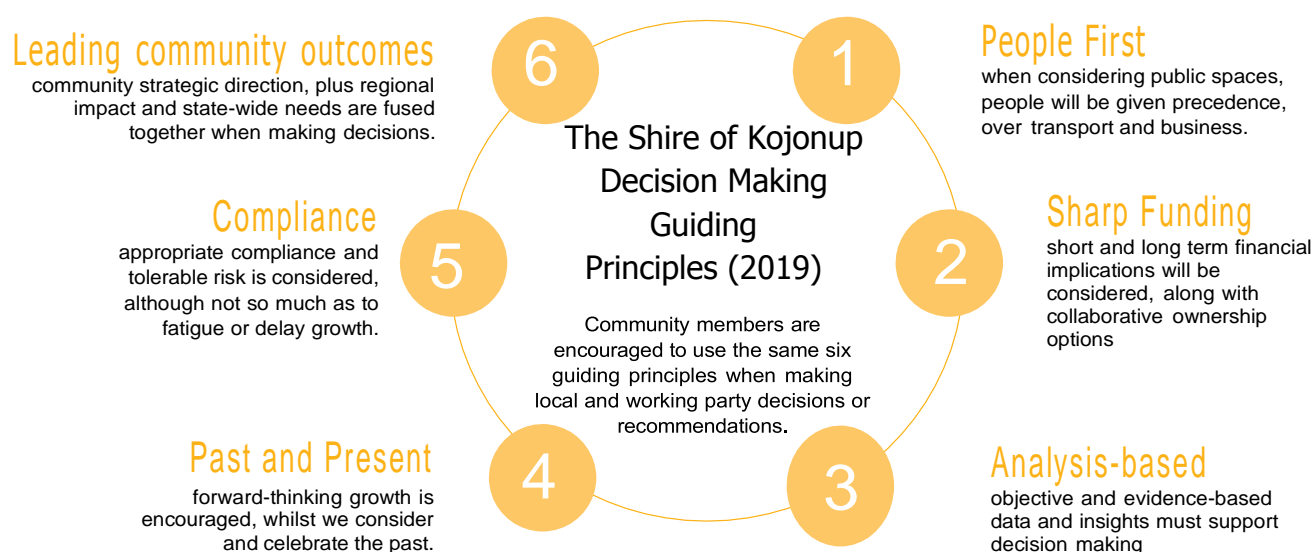 The Shire of Kojonup
Decision Making
Guiding
Principles (2019)
Community members are
encouraged to use the same six
guiding principles when making
local and working party decisions or
recommendations.
1
People First
when considering public spaces,
people will be given precedence,
over transport and business.
2
Sharp Funding
short and long term financial
implications will be
considered, along with
collaborative ownership
options
3
Analysis-based
objective and evidence-based
data and insights must support
decision making
4
Past and Present
forward-thinking growth is
encouraged, whilst we consider
and celebrate the past.
5
Compliance
appropriate compliance and
tolerable risk is considered,
although not so much as to
fatigue or delay growth.
6
Leading community outcomes
community strategic direction, plus regional
impact and state-wide needs are fused
together when making decisions.